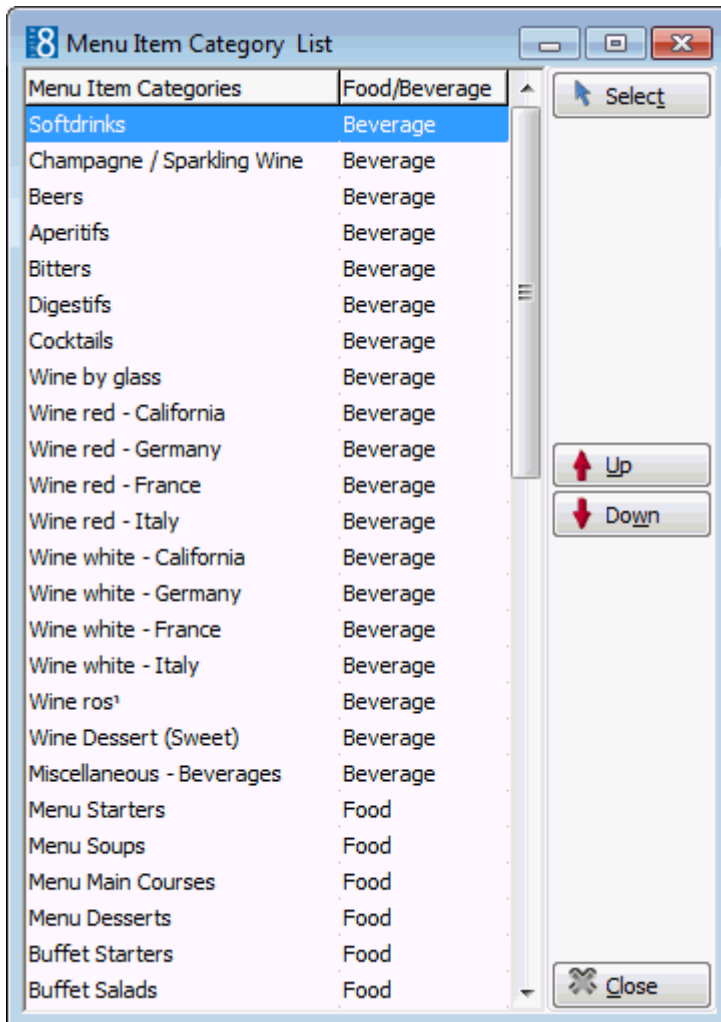 8 Menu Item Category List
Menu Item Categories Food/Beverage
Select
Softdrinks Beverage
Champagne / Sparkling Wine Beverage
Beers Beverage
Aperitifs Beverage
Bitters Beverage
Digestifs Beverage
Cocktails Beverage
Wine by glass Beverage
Wine red - California Beverage
Wine red - Germany Beverage
Up
Wine red - France Beverage
Wine red - Italy Beverage
Down
Wine white - California Beverage
Wine white - Germany Beverage
Wine white - France Beverage
Wine white - Italy Beverage
Wine ros¹ Beverage
Wine Dessert (Sweet) Beverage
Miscellaneous - Beverages Beverage
Menu Starters Food
Menu Soups Food
Menu Main Courses Food
Menu Desserts Food
Buffet Starters Food
Buffet Salads Food
Close